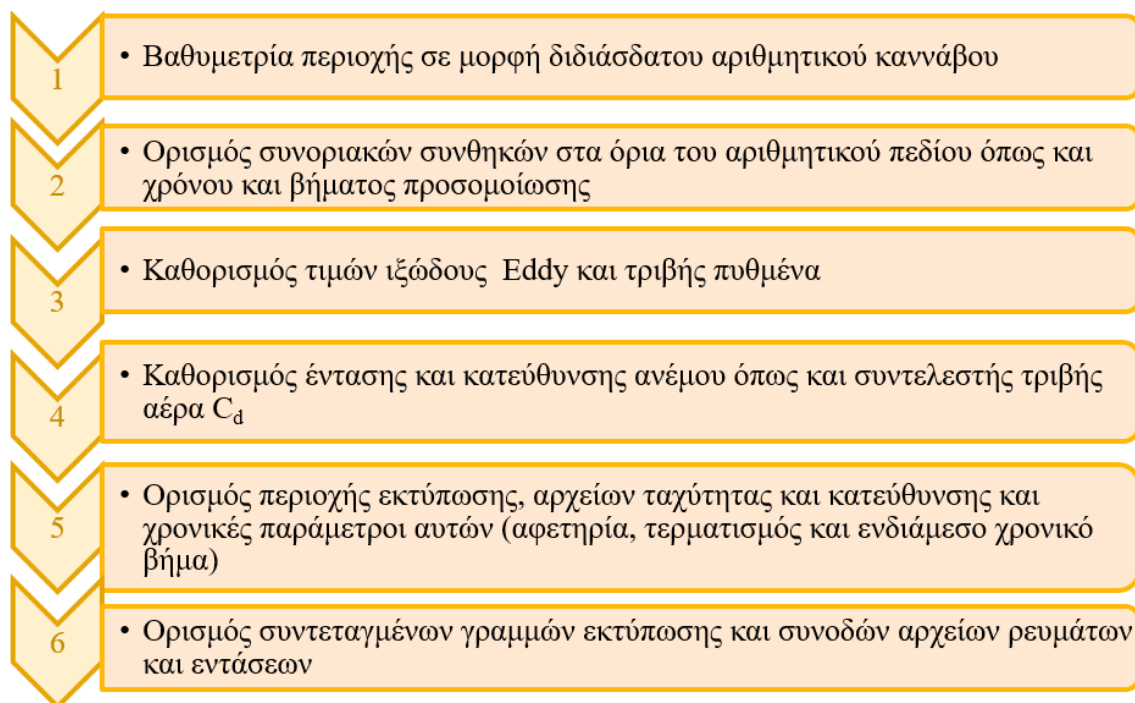 1
• Βαθυμετρία περιοχής σε μορφή διδιάσδατου αριθμητικού καννάβου
2
• Ορισμός συνοριακών συνθηκών στα όρια του αριθμητικού πεδίου όπως και
χρόνου και βήματος προσομοίωσης
3
• Καθορισμός τιμών ιξώδους Eddy και τριβής πυθμένα
4
• Καθορισμός έντασης και κατεύθυνσης ανέμου όπως και συντελεστής τριβής
αέρα C_d
5
• Ορισμός περιοχής εκτύπωσης, αρχείων ταχύτητας και κατεύθυνσης και
χρονικές παράμετροι αυτών (αφετηρία, τερματισμός και ενδιάμεσο χρονικό
βήμα)
6
• Ορισμός συντεταγμένων γραμμών εκτύπωσης και συνοδών αρχείων ρευμάτων
και εντάσεων